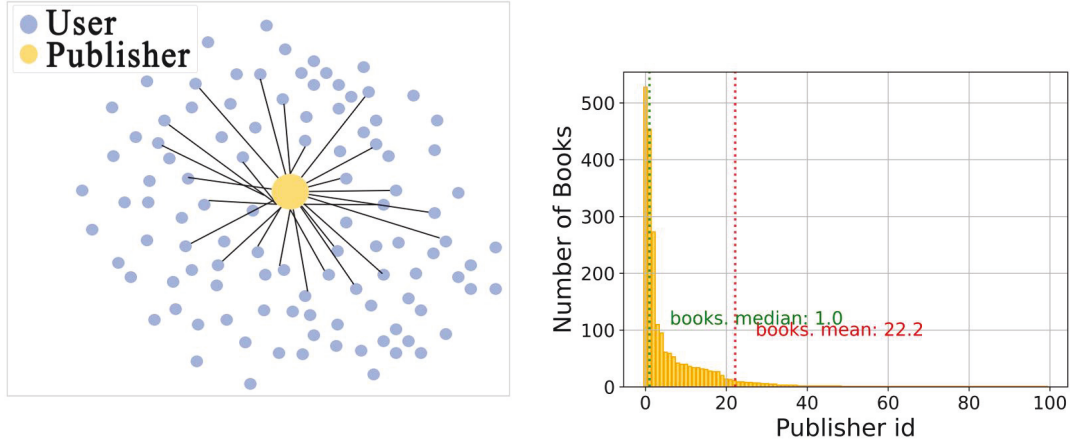 User
Publisher
Number of Books
500
400
300
200
100
0
books. median: 1.0
books. mean: 22.2
0 20 40 60 80 100
Publisher id